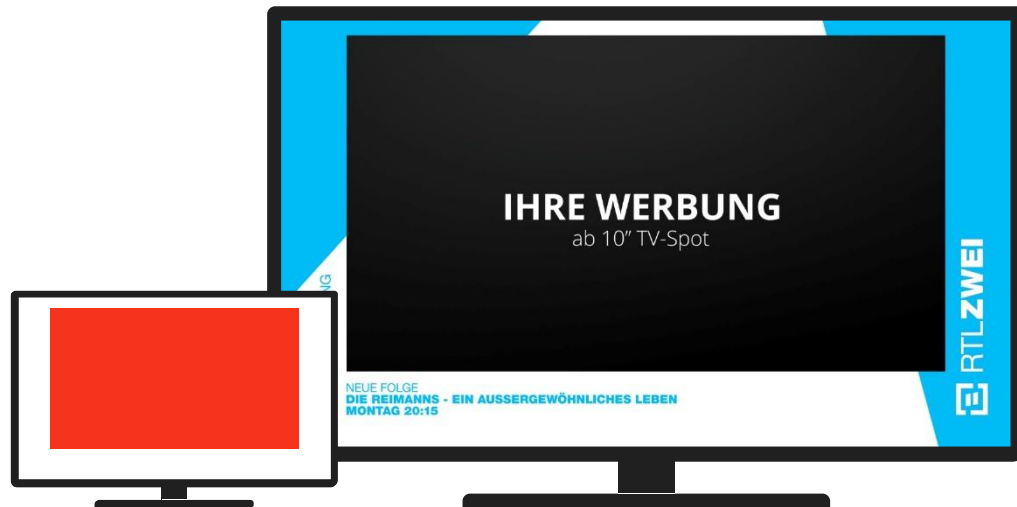 IHRE WERBUNG
ab 10” TV-Spot
RTLZWEI
NEUE FOLGE
DIE REIMANNS - EIN AUSSERGEWÖHNLICHES LEBEN
MONTAG 20:15